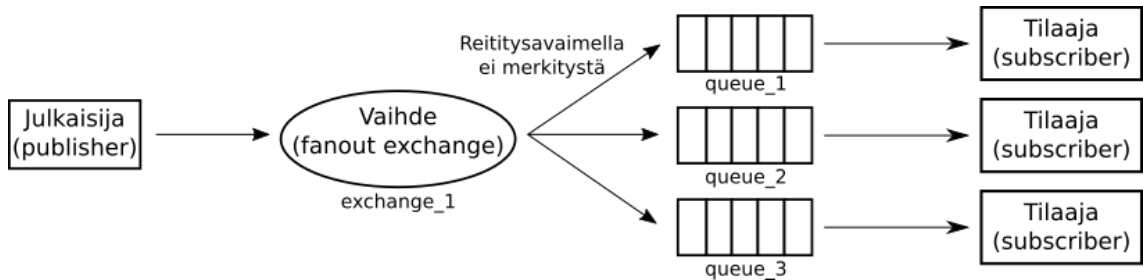 Julkaisija
(publisher)
Vaihde
(fanout exchange)
exchange_1
Reititysavaimella
ei merkitystä
queue_1
Tilaaja
(subscriber)
queue_2
Tilaaja
(subscriber)
queue_3
Tilaaja
(subscriber)